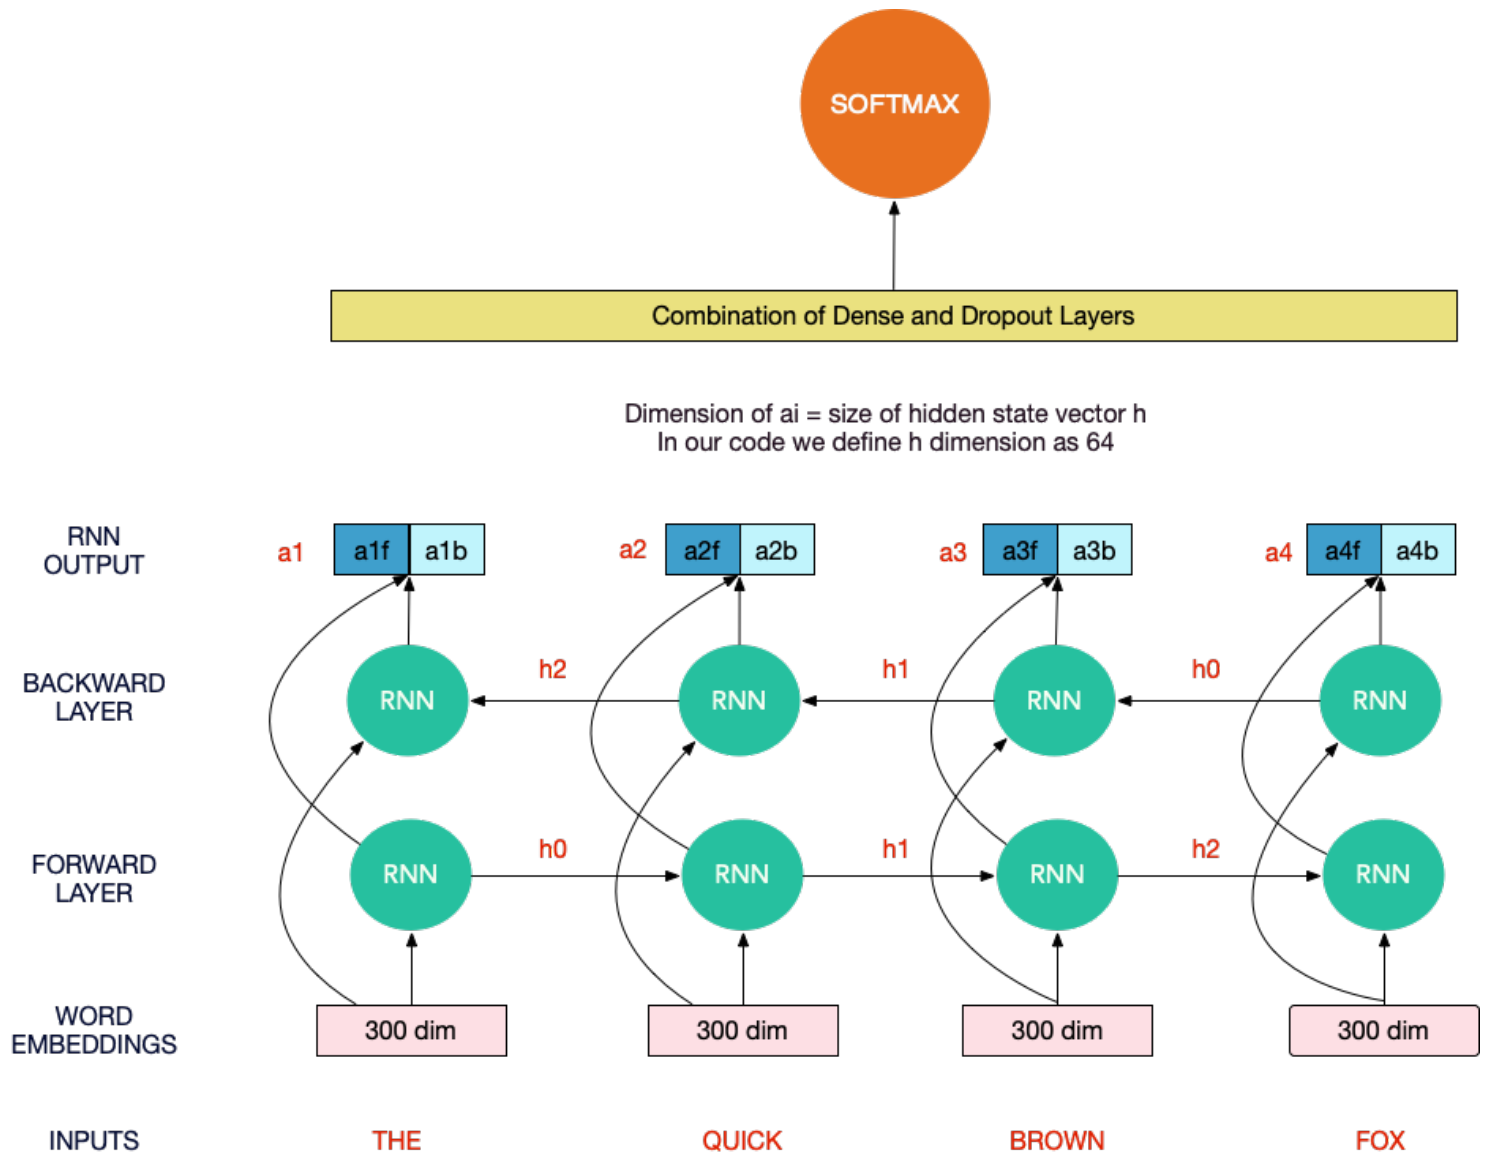 SOFTMAX
Combination of Dense and Dropout Layers
Dimension of ai = size of hidden state vector h
In our code we define h dimension as 64
RNN
OUTPUT
a1 a1f a1b a2 a2f a2b a3 a3f a3b a4 a4f a4b
BACKWARD
LAYER
RNN h2 RNN h1 RNN h0 RNN
FORWARD
LAYER
RNN h0 RNN h1 RNN h2 RNN
WORD
EMBEDDINGS
300 dim 300 dim 300 dim 300 dim
INPUTS THE QUICK BROWN FOX